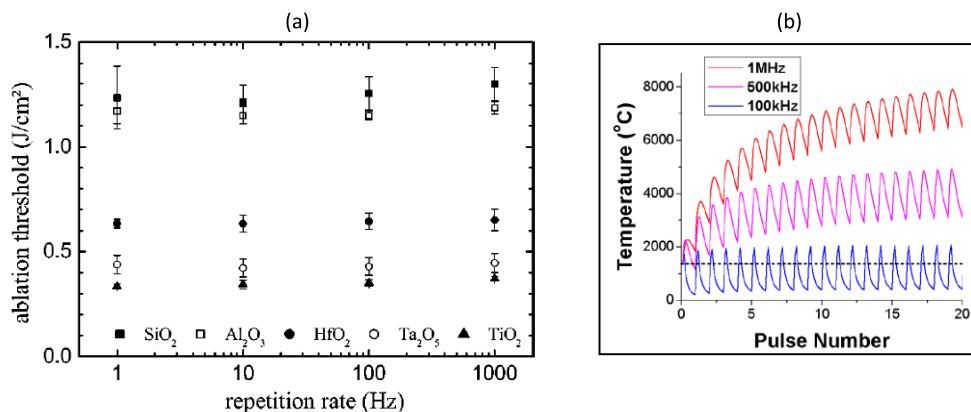 (a)
(b)
ablation threshold (J/cm²)
1.5
1.0
0.5
0.0
SiO₂ Al₂O₃ HfO₂ Ta₂O₅ TiO₂
1 10 100 1000
repetition rate (Hz)
Temperature (°C)
8000
6000
4000
2000
0
1MHz
500kHz
100kHz
0 5 10 15 20
Pulse Number